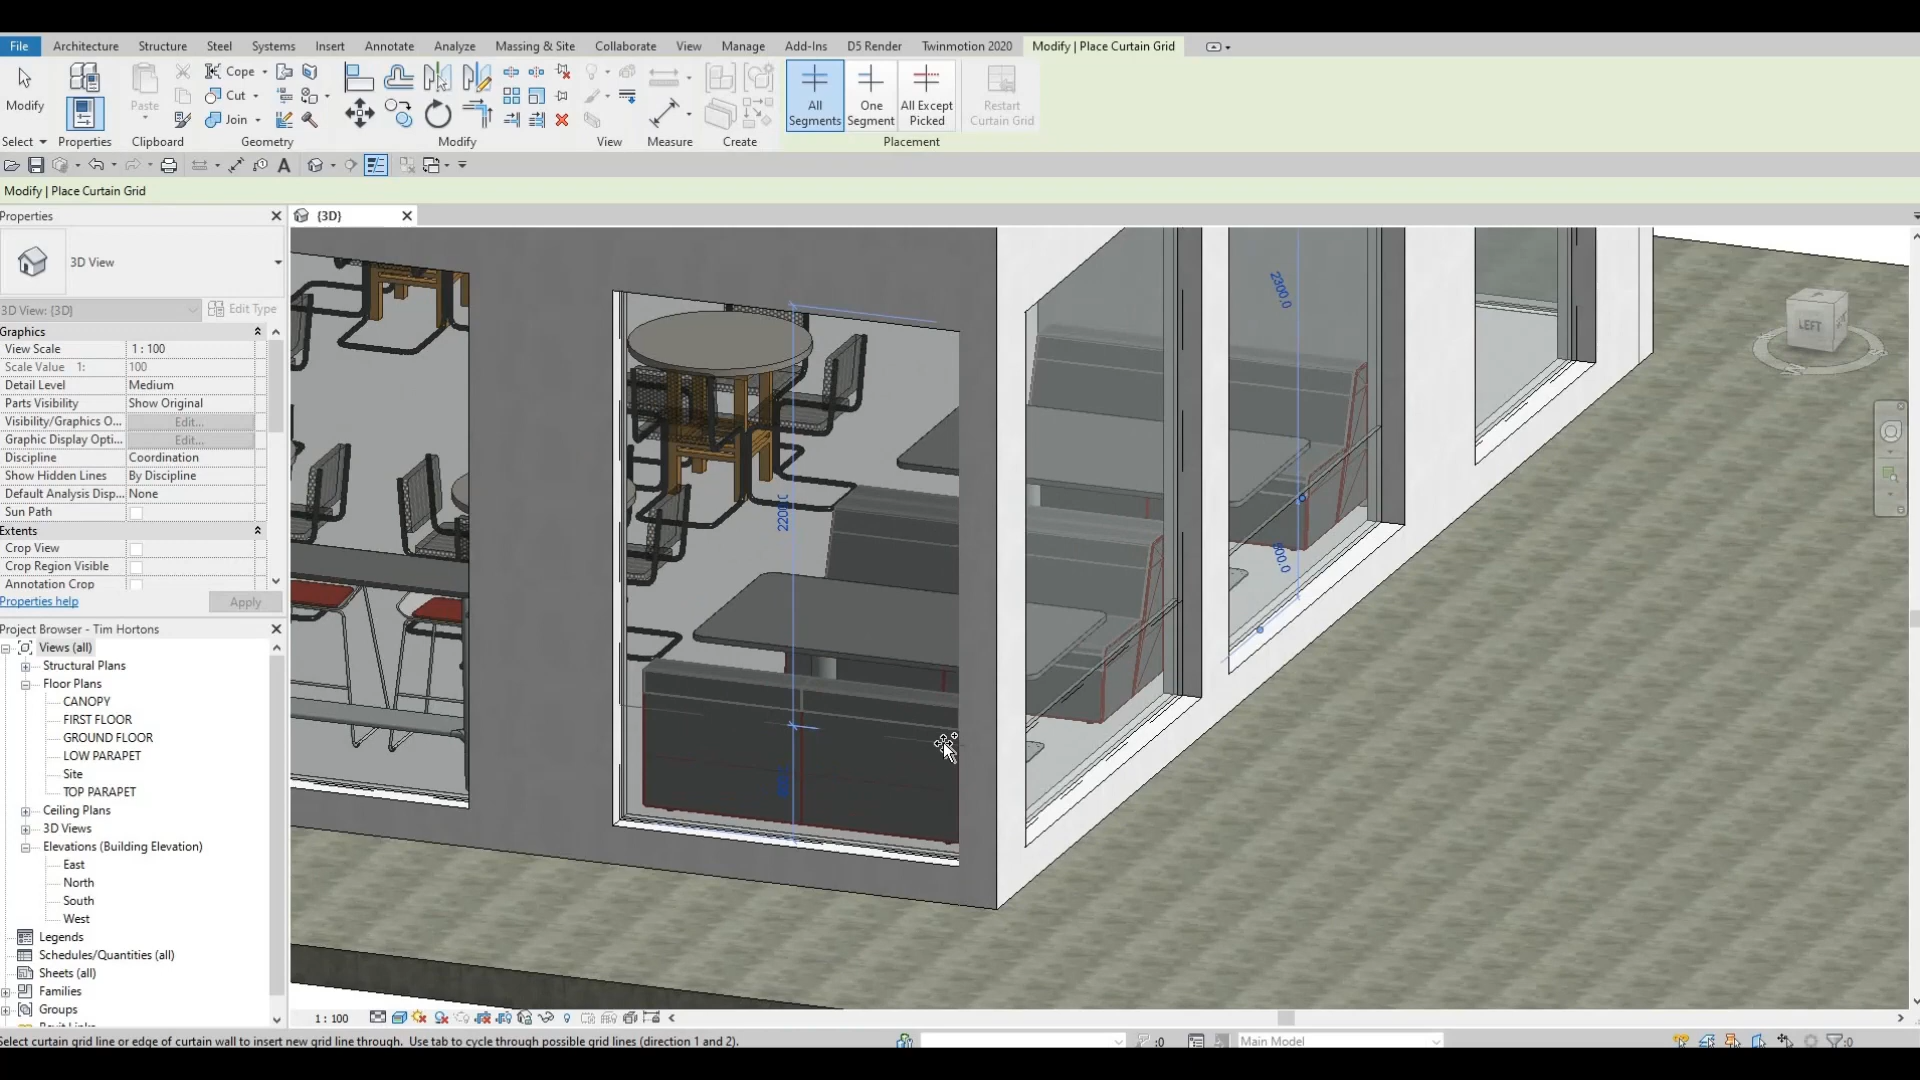 File Architecture Structure Steel Systems Insert Annotate Analyze Massing & Site Collaborate View Manage Add-Ins D5 Render Twinmotion 2020 Modify | Place Curtain Grid
Modify Paste Cope Cut Join All Segments One Segment All Except Picked Restart Curtain Grid
Select Properties Clipboard Geometry Modify View Measure Create Placement
Modify | Place Curtain Grid
Properties
{3D}
3D View
3D View: {3D}
Edit Type
Graphics
View Scale 1 : 100
Scale Value 1: 100
Detail Level Medium
Parts Visibility Show Original
Visibility/Graphics O... Edit...
Graphic Display Opti... Edit...
Discipline Coordination
Show Hidden Lines By Discipline
Default Analysis Disp... None
Sun Path
Extents
Crop View
Crop Region Visible
Annotation Crop
Properties help
Apply
Project Browser - Tim Hortons
Views (all)
Structural Plans
Floor Plans
CANOPY
FIRST FLOOR
GROUND FLOOR
LOW PARAPET
Site
TOP PARAPET
Ceiling Plans
3D Views
Elevations (Building Elevation)
East
North
South
West
Legends
Schedules/Quantities (all)
Sheets (all)
Families
Groups
2300.0
LEFT
1 : 100
Select curtain grid line or edge of curtain wall to insert new grid line through. Use tab to cycle through possible grid lines (direction 1 and 2).
:0
Main Model
:0